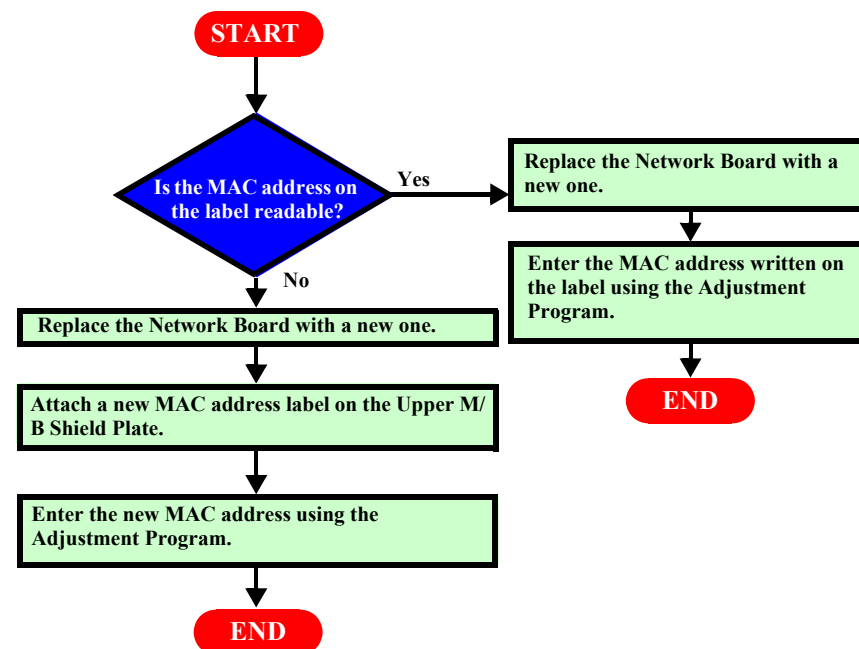 START
Is the MAC address on
the label readable?
Yes
Replace the Network Board with a
new one.
Enter the MAC address written on
the label using the Adjustment
Program.
END
No
Replace the Network Board with a new one.
Attach a new MAC address label on the Upper M/
B Shield Plate.
Enter the new MAC address using the
Adjustment Program.
END